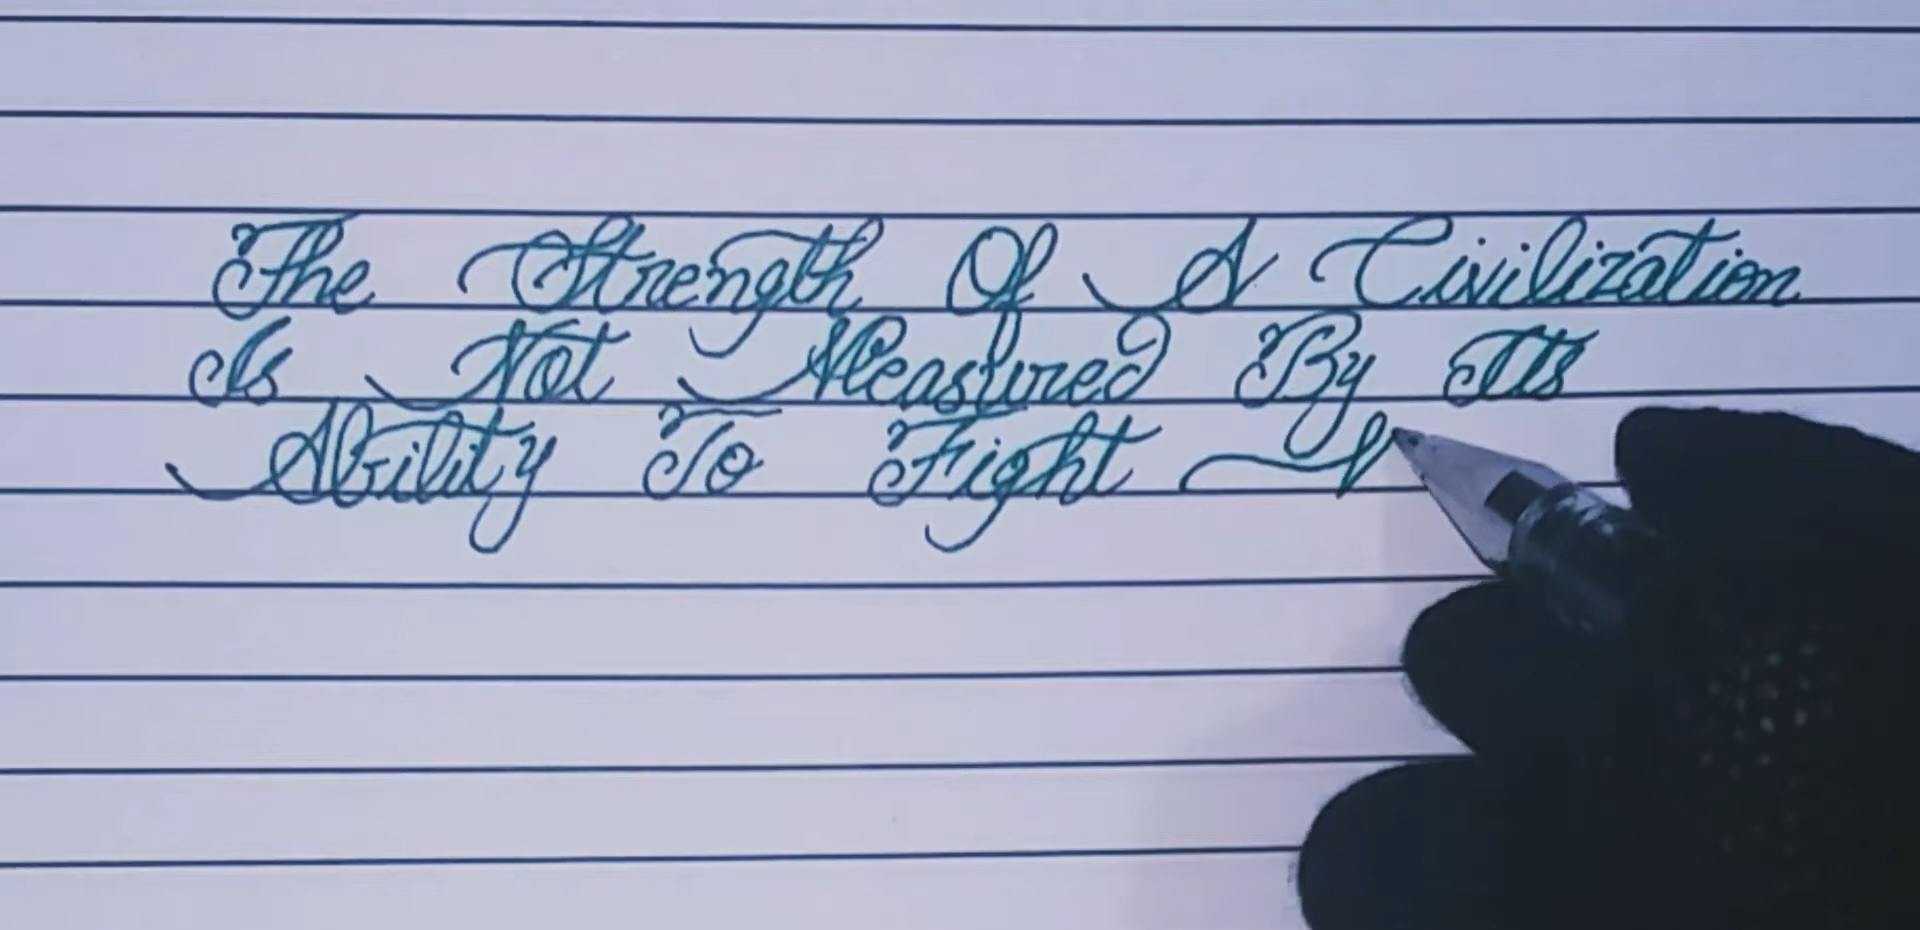 The Strength Of A Civilization
Is Not Measured By Its
Ability To Fight